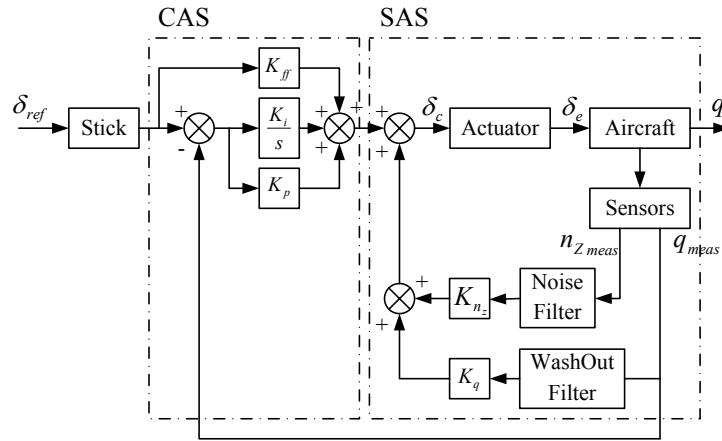 CAS
SAS
δref
Stick
Kff
Ki
s
Kp
+
-
+
+
+
+
+
+
δc
Actuator
δe
Aircraft
q
Sensors
nZ meas
qmeas
Noise
Filter
Knz
+
+
WashOut
Filter
Kq